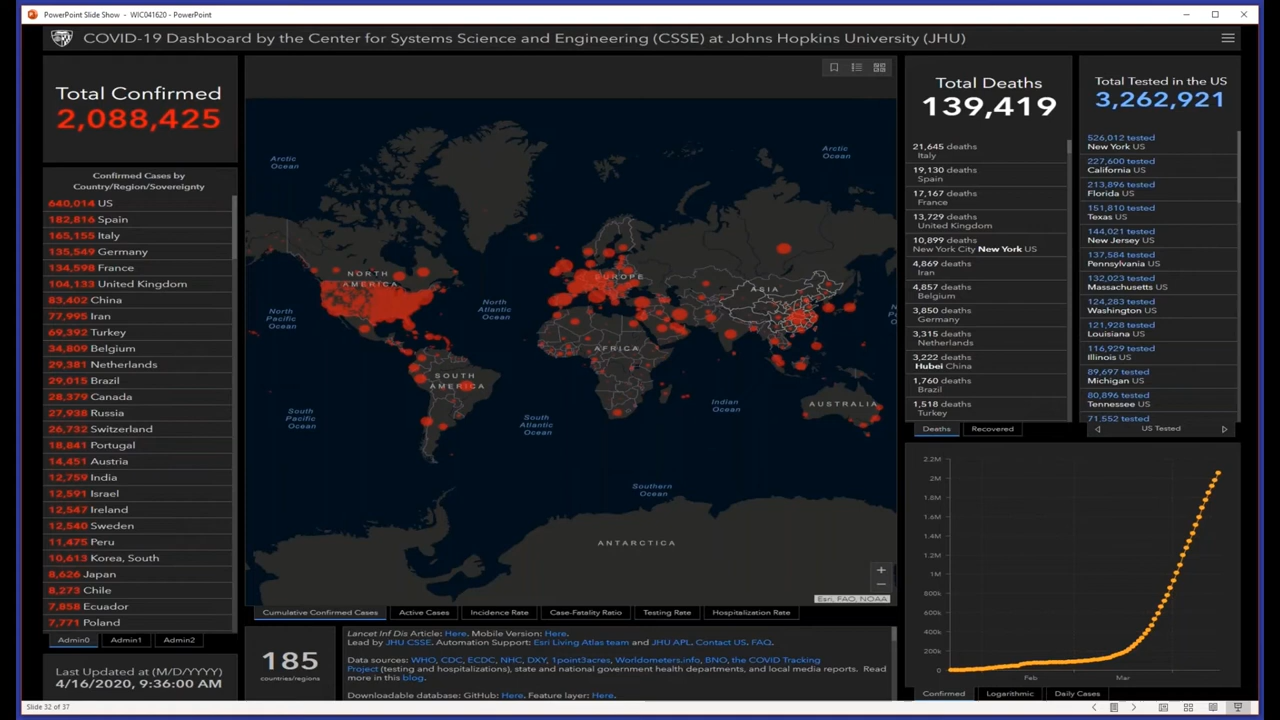 PowerPoint Slide Show - WIC041620 - PowerPoint
COVID-19 Dashboard by the Center for Systems Science and Engineering (CSSE) at Johns Hopkins University (JHU)
Total Confirmed
2,088,425
Confirmed Cases by
Country/Region/Sovereignty
640,014 US
182,816 Spain
165,155 Italy
135,549 Germany
134,598 France
104,133 United Kingdom
83,402 China
77,995 Iran
69,392 Turkey
34,809 Belgium
29,381 Netherlands
29,015 Brazil
28,379 Canada
27,938 Russia
26,732 Switzerland
18,841 Portugal
14,451 Austria
12,759 India
12,591 Israel
12,547 Ireland
12,540 Sweden
11,475 Peru
10,613 Korea, South
8,626 Japan
8,273 Chile
7,858 Ecuador
7,771 Poland
Admin0 Admin1 Admin2
Last Updated at (M/D/YYYY)
4/16/2020, 9:36:00 AM
Arctic
Ocean
Arctic
Ocean
NORTH
AMERICA
EUROPE
ASIA
North
Pacific
Ocean
North
Atlantic
Ocean
AFRICA
SOUTH
AMERICA
Indian
Ocean
AUSTRALIA
South
Pacific
Ocean
South
Atlantic
Ocean
Southern
Ocean
ANTARCTICA
+
−
Esri, FAO, NOAA
Cumulative Confirmed Cases Active Cases Incidence Rate Case-Fatality Ratio Testing Rate Hospitalization Rate
185
countries/regions
Lancet Inf Dis Article: Here. Mobile Version: Here.
Lead by JHU CSSE. Automation Support: Esri Living Atlas team and JHU APL. Contact US. FAQ.
Data sources: WHO, CDC, ECDC, NHC, DXY, 1point3acres, Worldometers.info, BNO, the COVID Tracking
Project (testing and hospitalizations), state and national government health departments, and local media reports. Read
more in this blog.
Downloadable database: GitHub: Here. Feature layer: Here.
Total Deaths
139,419
21,645 deaths
Italy
19,130 deaths
Spain
17,167 deaths
France
13,729 deaths
United Kingdom
10,899 deaths
New York City New York US
4,869 deaths
Iran
4,857 deaths
Belgium
3,850 deaths
Germany
3,315 deaths
Netherlands
3,222 deaths
Hubei China
1,760 deaths
Brazil
1,518 deaths
Turkey
Deaths Recovered
Total Tested in the US
3,262,921
526,012 tested
New York US
227,600 tested
California US
213,896 tested
Florida US
151,810 tested
Texas US
144,021 tested
New Jersey US
137,584 tested
Pennsylvania US
132,023 tested
Massachusetts US
124,283 tested
Washington US
121,928 tested
Louisiana US
116,929 tested
Illinois US
89,697 tested
Michigan US
80,896 tested
Tennessee US
71,552 tested
US Tested
2.2M
2M
1.8M
1.6M
1.4M
1.2M
1M
800k
600k
400k
200k
0
Feb Mar
Confirmed Logarithmic Daily Cases
Slide 32 of 37